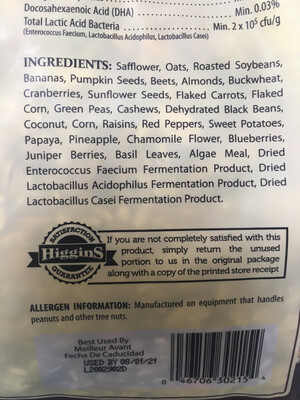 Docosahexaenoic Acid (DHA) ........................ Min. 0.03%
Total Lactic Acid Bacteria ................... Min. 2 x 10⁵ cfu/g
(Enterococcus Faecium, Lactobacillus Acidophilus, Lactobacillus Casei)
INGREDIENTS: Safflower, Oats, Roasted Soybeans,
Bananas, Pumpkin Seeds, Beets, Almonds, Buckwheat,
Cranberries, Sunflower Seeds, Flaked Carrots, Flaked
Corn, Green Peas, Cashews, Dehydrated Black Beans,
Coconut, Corn, Raisins, Red Peppers, Sweet Potatoes,
Papaya, Pineapple, Chamomile Flower, Blueberries,
Juniper Berries, Basil Leaves, Algae Meal, Dried
Enterococcus Faecium Fermentation Product, Dried
Lactobacillus Acidophilus Fermentation Product, Dried
Lactobacillus Casei Fermentation Product.
SATISFACTION
Higgins
GUARANTEE
If you are not completely satisfied with this
product, simply return the unused
portion to us in the original package
along with a copy of the printed store receipt
ALLERGEN INFORMATION: Manufactured on equipment that handles
peanuts and other tree nuts.
Best Used By
Meilleur Avant
Fecha De Caducidad
USED BY 08/01/21
L2002902D
0 46706 30215 4